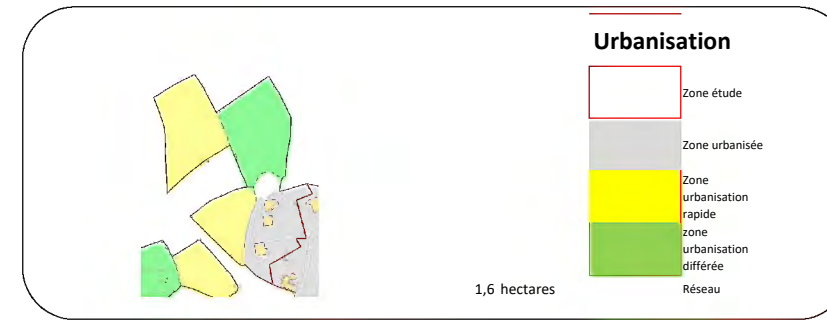 Urbanisation
Zone étude
Zone urbanisée
Zone
urbanisation
rapide
zone
urbanisation
différée
1,6 hectares
Réseau